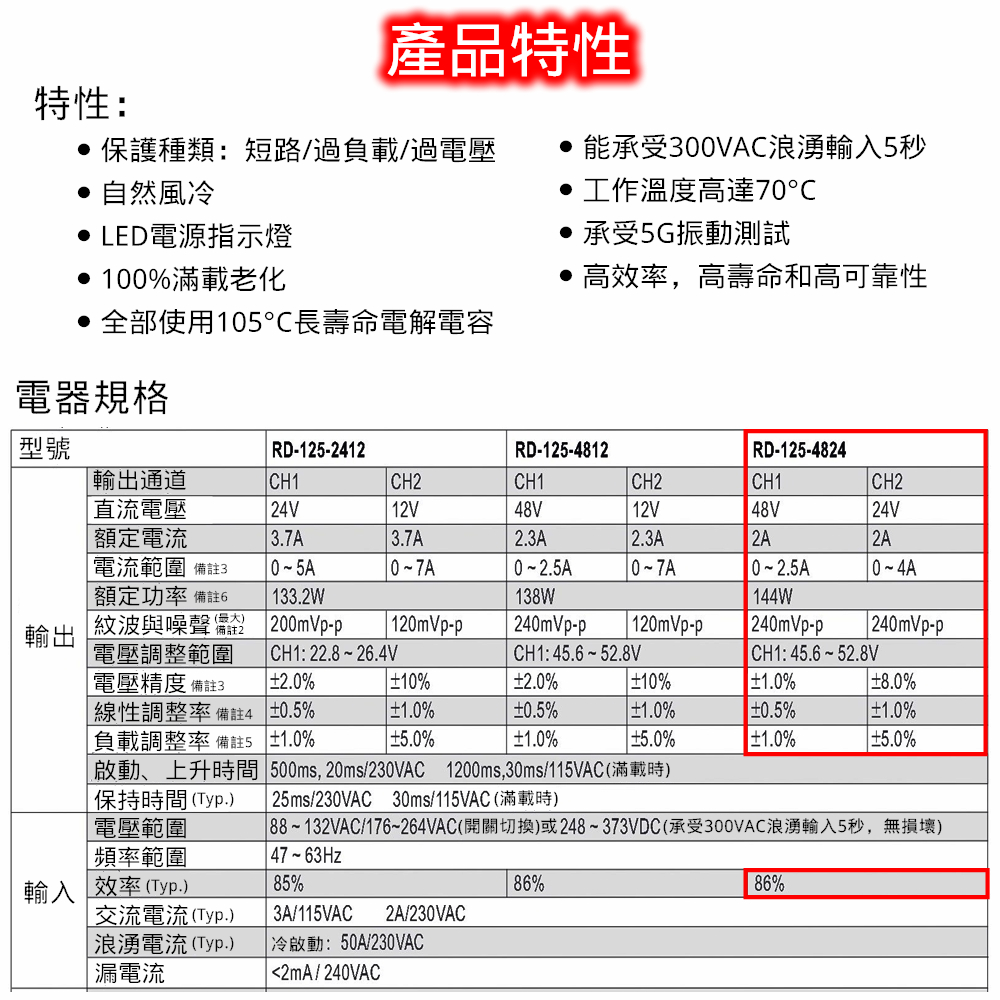 產品特性
特性:
• 保護種類：短路/過負載/過電壓
• 自然風冷
• LED電源指示燈
• 100%滿載老化
• 全部使用105°C長壽命電解電容
• 能承受300VAC浪湧輸入5秒
• 工作溫度高達70°C
• 承受5G振動測試
• 高效率，高壽命和高可靠性
電器規格
型號 RD-125-2412 RD-125-4812 RD-125-4824
輸出
輸出通道 CH1 CH2 CH1 CH2 CH1 CH2
直流電壓 24V 12V 48V 12V 48V 24V
額定電流 3.7A 3.7A 2.3A 2.3A 2A 2A
電流範圍 備註3 0~5A 0~7A 0~2.5A 0~7A 0~2.5A 0~4A
額定功率 備註6 133.2W 138W 144W
紋波與噪聲 (最大) 備註2 200mVp-p 120mVp-p 240mVp-p 120mVp-p 240mVp-p 240mVp-p
電壓調整範圍 CH1: 22.8~26.4V CH1: 45.6~52.8V CH1: 45.6~52.8V
電壓精度 備註3 ±2.0% ±10% ±2.0% ±10% ±1.0% ±8.0%
線性調整率 備註4 ±0.5% ±1.0% ±0.5% ±1.0% ±0.5% ±1.0%
負載調整率 備註5 ±1.0% ±5.0% ±1.0% ±5.0% ±1.0% ±5.0%
啟動、上升時間 500ms, 20ms/230VAC 1200ms,30ms/115VAC(滿載時)
保持時間(Typ.) 25ms/230VAC 30ms/115VAC(滿載時)
輸入
電壓範圍 88~132VAC/176~264VAC(開關切換)或248~373VDC(承受300VAC浪湧輸入5秒，無損壞)
頻率範圍 47~63Hz
效率(Typ.) 85% 86% 86%
交流電流(Typ.) 3A/115VAC 2A/230VAC
浪湧電流(Typ.) 冷啟動：50A/230VAC
漏電流 <2mA / 240VAC